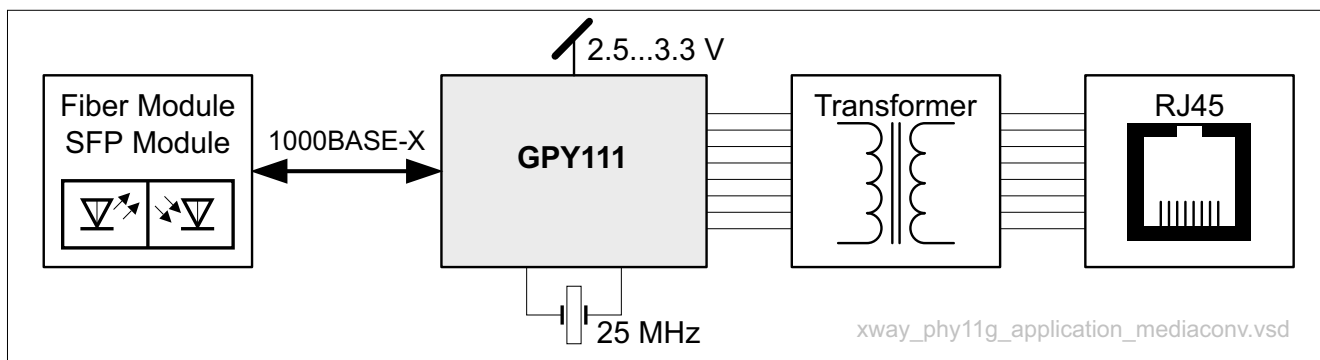 2.5...3.3 V
Fiber Module
SFP Module
1000BASE-X
GPY111
Transformer
RJ45
25 MHz
xway_phy11g_application_mediaconv.vsd